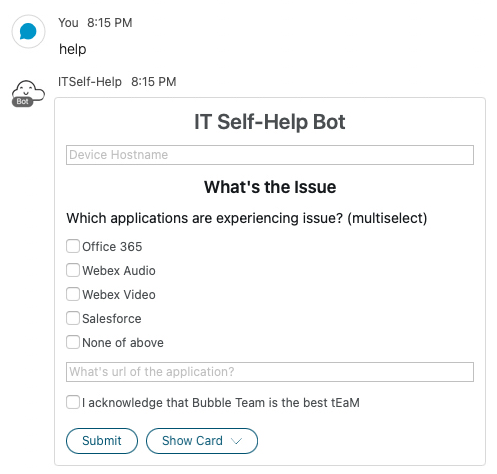 You 8:15 PM
help
ITSelf-Help 8:15 PM
Bot
IT Self-Help Bot
Device Hostname
What's the Issue
Which applications are experiencing issue? (multiselect)
Office 365
Webex Audio
Webex Video
Salesforce
None of above
What's url of the application?
I acknowledge that Bubble Team is the best tEaM
Submit Show Card